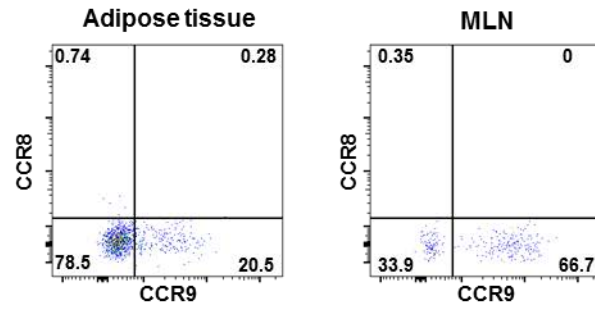 Adipose tissue
MLN
0.74
0.28
0.35
0
CCR8
CCR8
78.5
20.5
33.9
66.7
CCR9
CCR9